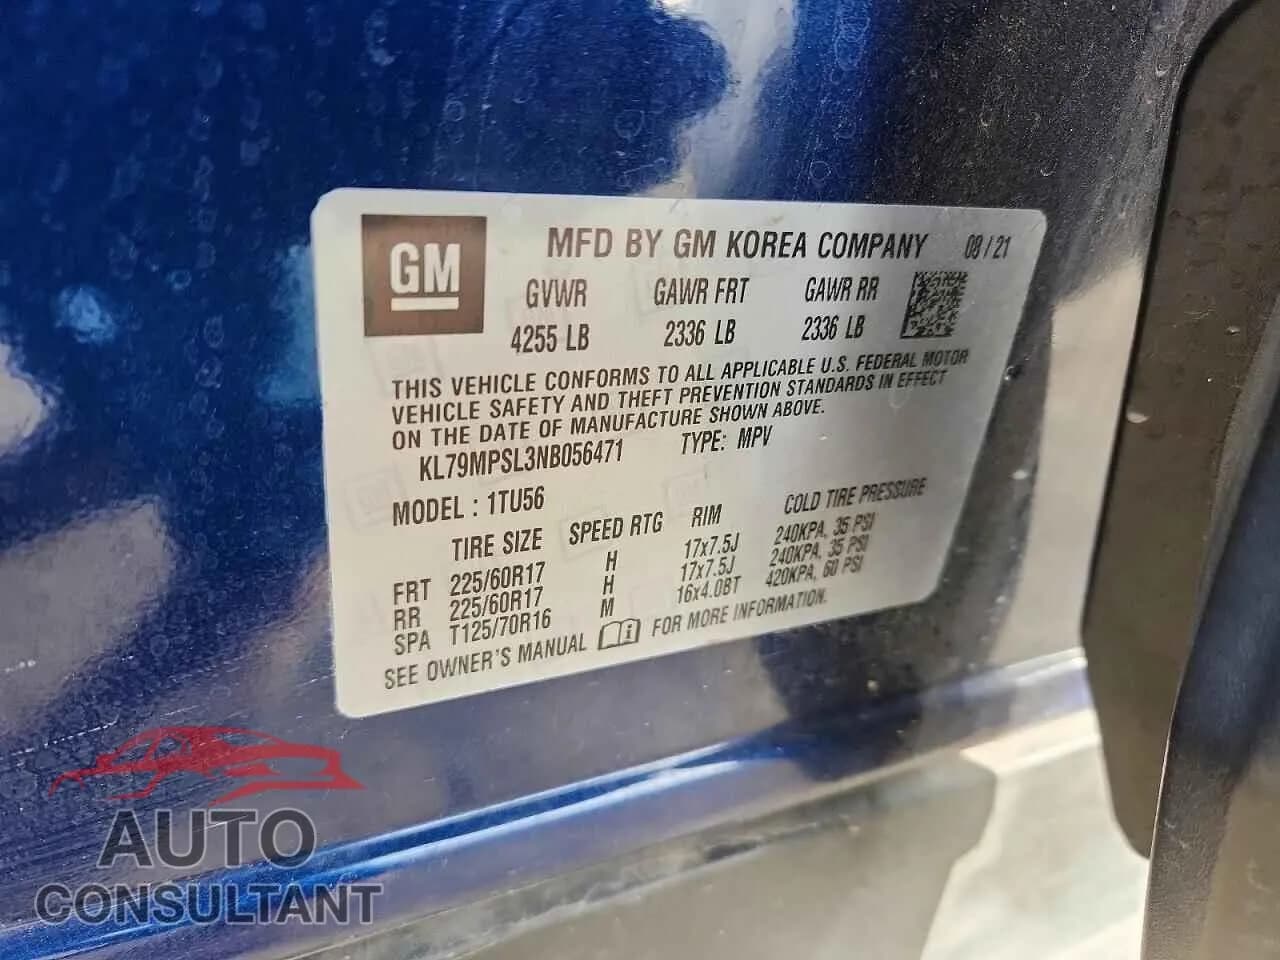 GM
MFD BY GM KOREA COMPANY 08 / 21
GVWR GAWR FRT GAWR RR
4255 LB 2336 LB 2336 LB
THIS VEHICLE CONFORMS TO ALL APPLICABLE U.S. FEDERAL MOTOR
VEHICLE SAFETY AND THEFT PREVENTION STANDARDS IN EFFECT
ON THE DATE OF MANUFACTURE SHOWN ABOVE.
KL79MPSL3NB056471 TYPE: MPV
MODEL : 1TU56
TIRE SIZE SPEED RTG RIM COLD TIRE PRESSURE
FRT 225/60R17 H 17x7.5J 240KPA, 35 PSI
RR 225/60R17 H 17x7.5J 240KPA, 35 PSI
SPA T125/70R16 M 16x4.0BT 420KPA, 60 PSI
SEE OWNER'S MANUAL FOR MORE INFORMATION.
AUTO
CONSULTANT